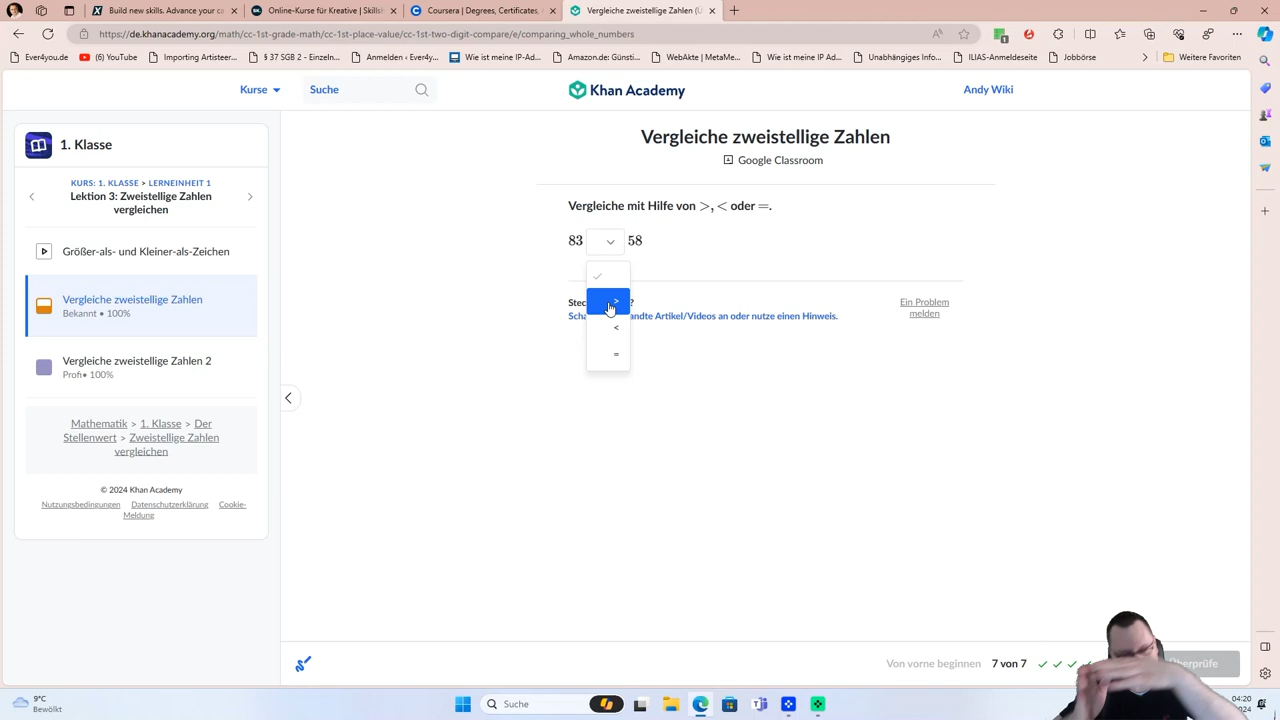 Build new skills. Advance your ca
Online-Kurse für Kreative | Skills
Coursera | Degrees, Certificates,
Vergleiche zweistellige Zahlen (Ü
https://de.khanacademy.org/math/cc-1st-grade-math/cc-1st-place-value/cc-1st-two-digit-compare/e/comparing_whole_numbers
Ever4you.de
(6) YouTube
Importing Artisteer...
§ 37 SGB 2 - Einzeln...
Anmelden ‹ Ever4y...
Wie ist meine IP-Ad...
Amazon.de: Günsti...
WebAkte | MetaMe...
Wie ist meine IP Ad...
Unabhängiges Info...
ILIAS-Anmeldeseite
Jobbörse
Weitere Favoriten
Kurse
Suche
Khan Academy
Andy Wiki
1. Klasse
KURS: 1. KLASSE > LERNEINHEIT 1
Lektion 3: Zweistellige Zahlen
vergleichen
Größer-als- und Kleiner-als-Zeichen
Vergleiche zweistellige Zahlen
Bekannt • 100%
Vergleiche zweistellige Zahlen 2
Profi• 100%
Mathematik > 1. Klasse > Der
Stellenwert > Zweistellige Zahlen
vergleichen
© 2024 Khan Academy
Nutzungsbedingungen Datenschutzerklärung Cookie-
Meldung
Vergleiche zweistellige Zahlen
Google Classroom
Vergleiche mit Hilfe von >, < oder =.
83 58
>
<
=
Stec ?
Scha andte Artikel/Videos an oder nutze einen Hinweis.
Ein Problem
melden
Von vorne beginnen 7 von 7
berprüfe
9°C
Bewölkt
Suche
04:20
2024